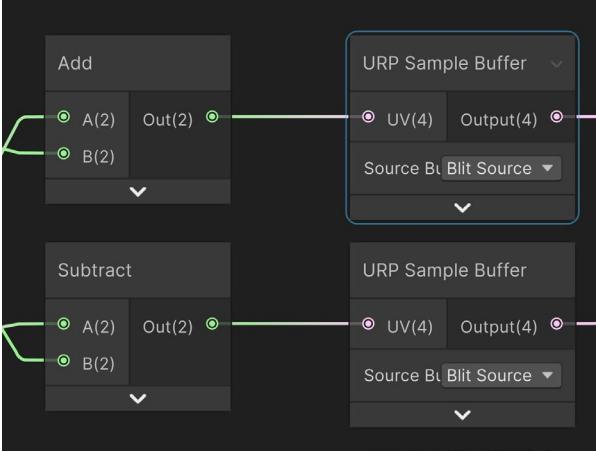 Add
A(2) Out(2)
B(2)
URP Sample Buffer
UV(4) Output(4)
Source Bu Blit Source
Subtract
A(2) Out(2)
B(2)
URP Sample Buffer
UV(4) Output(4)
Source Bu Blit Source